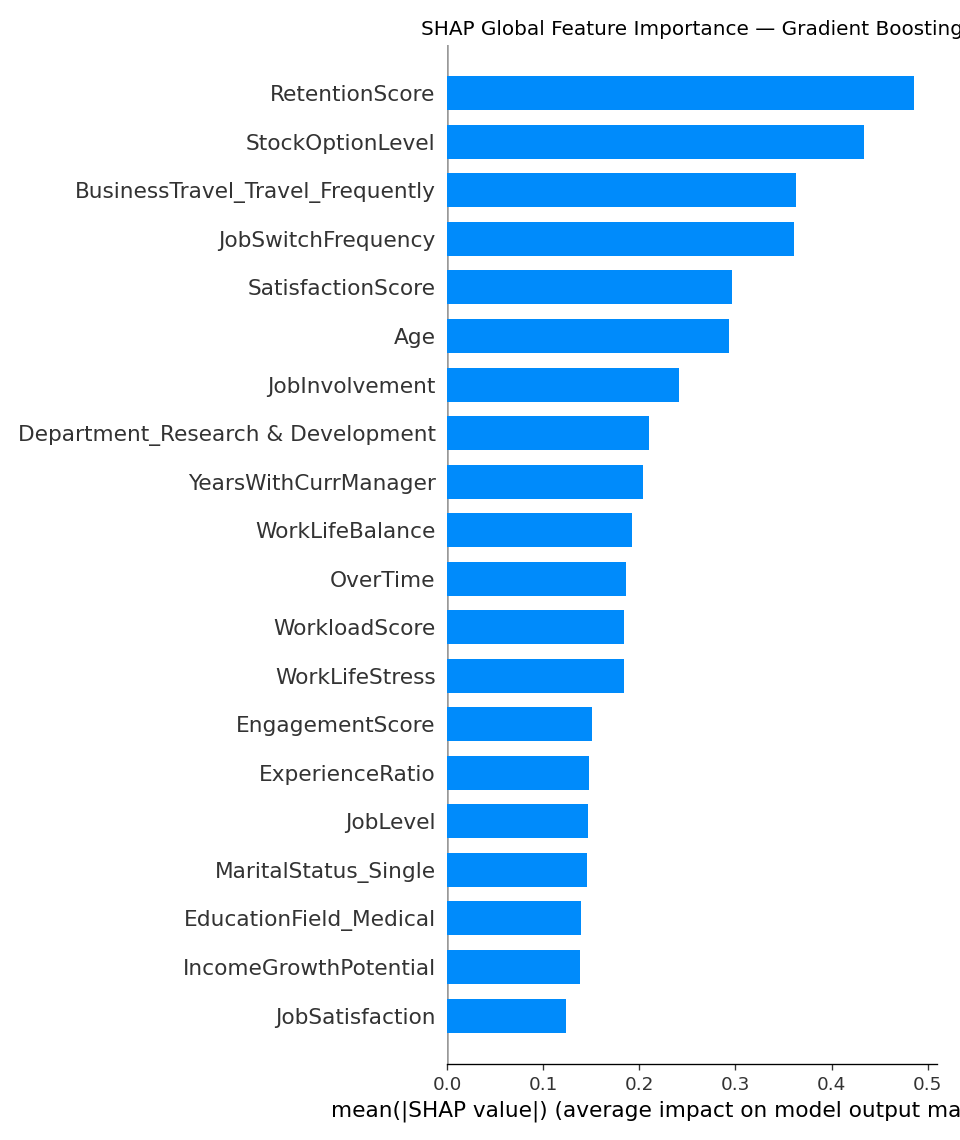 SHAP Global Feature Importance — Gradient Boosting
RetentionScore
StockOptionLevel
BusinessTravel_Travel_Frequently
JobSwitchFrequency
SatisfactionScore
Age
JobInvolvement
Department_Research & Development
YearsWithCurrManager
WorkLifeBalance
OverTime
WorkloadScore
WorkLifeStress
EngagementScore
ExperienceRatio
JobLevel
MaritalStatus_Single
EducationField_Medical
IncomeGrowthPotential
JobSatisfaction
0.0 0.1 0.2 0.3 0.4 0.5
mean(|SHAP value|) (average impact on model output ma